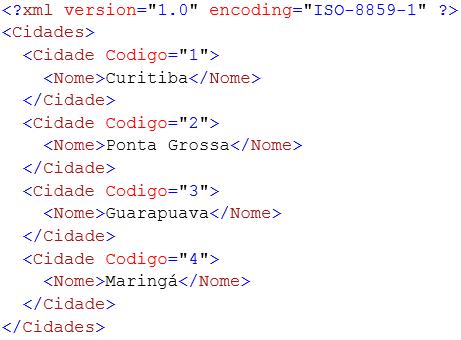 <?xml version="1.0" encoding="ISO-8859-1" ?>
<Cidades>
  <Cidade Codigo="1">
    <Nome>Curitiba</Nome>
  </Cidade>
  <Cidade Codigo="2">
    <Nome>Ponta Grossa</Nome>
  </Cidade>
  <Cidade Codigo="3">
    <Nome>Guarapuava</Nome>
  </Cidade>
  <Cidade Codigo="4">
    <Nome>Maringá</Nome>
  </Cidade>
</Cidades>